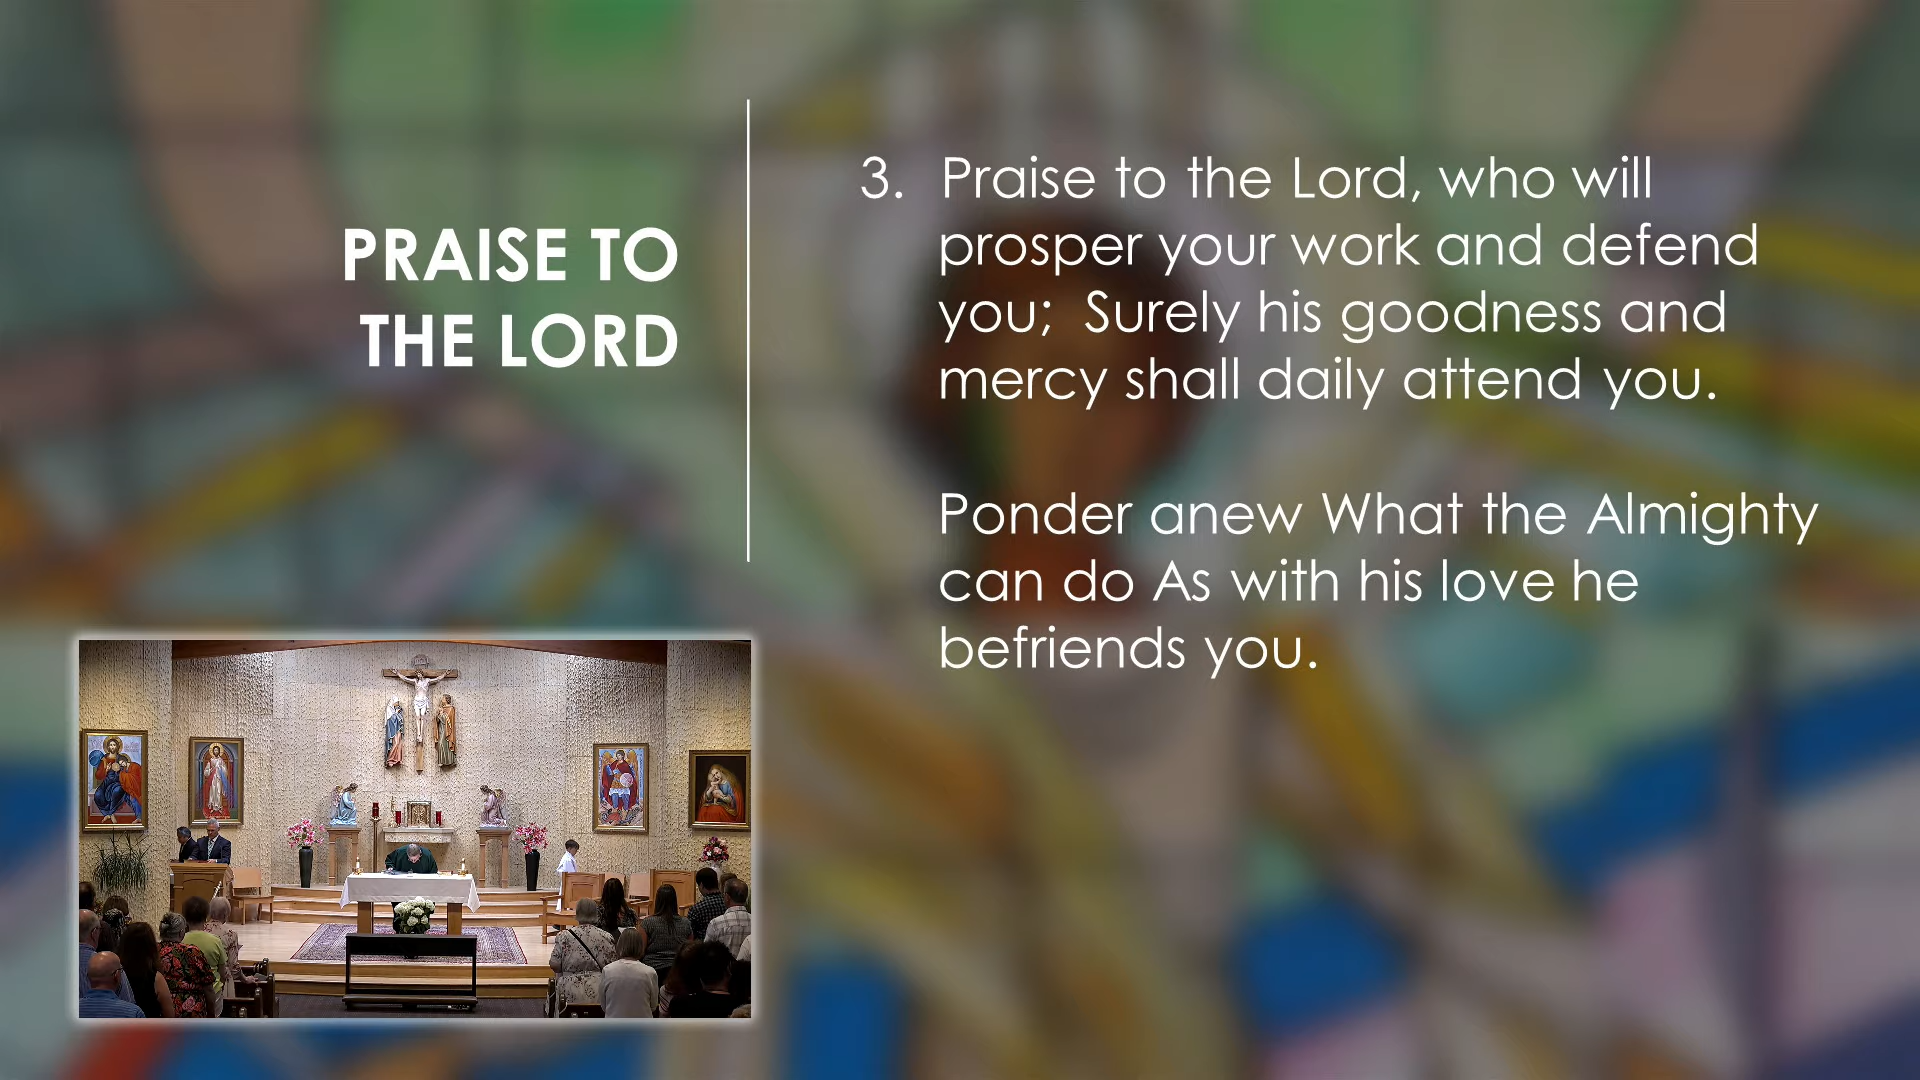 PRAISE TO
THE LORD
3. Praise to the Lord, who will
prosper your work and defend
you; Surely his goodness and
mercy shall daily attend you.
Ponder anew What the Almighty
can do As with his love he
befriends you.